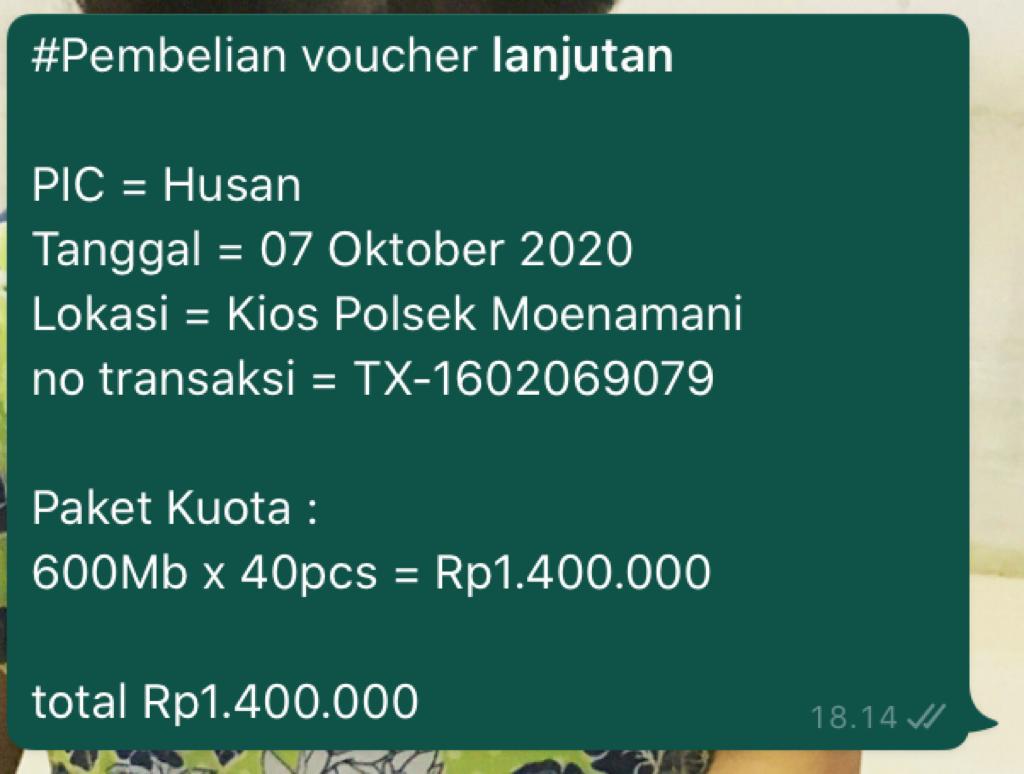 #Pembelian voucher lanjutan
PIC = Husan
Tanggal = 07 Oktober 2020
Lokasi = Kios Polsek Moenamani
no transaksi = TX-1602069079
Paket Kuota :
600Mb x 40pcs = Rp1.400.000
total Rp1.400.000
18.14